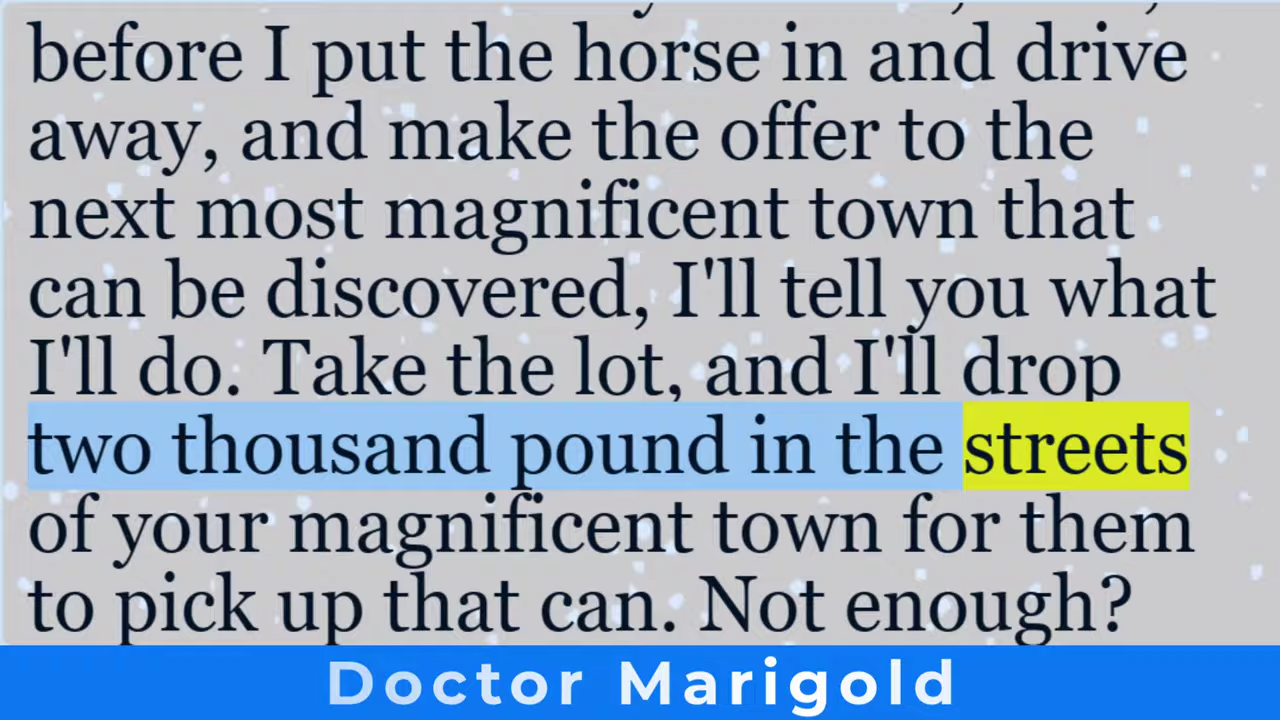 before I put the horse in and drive
away, and make the offer to the
next most magnificent town that
can be discovered, I'll tell you what
I'll do. Take the lot, and I'll drop
two thousand pound in the streets
of your magnificent town for them
to pick up that can. Not enough?
Doctor Marigold